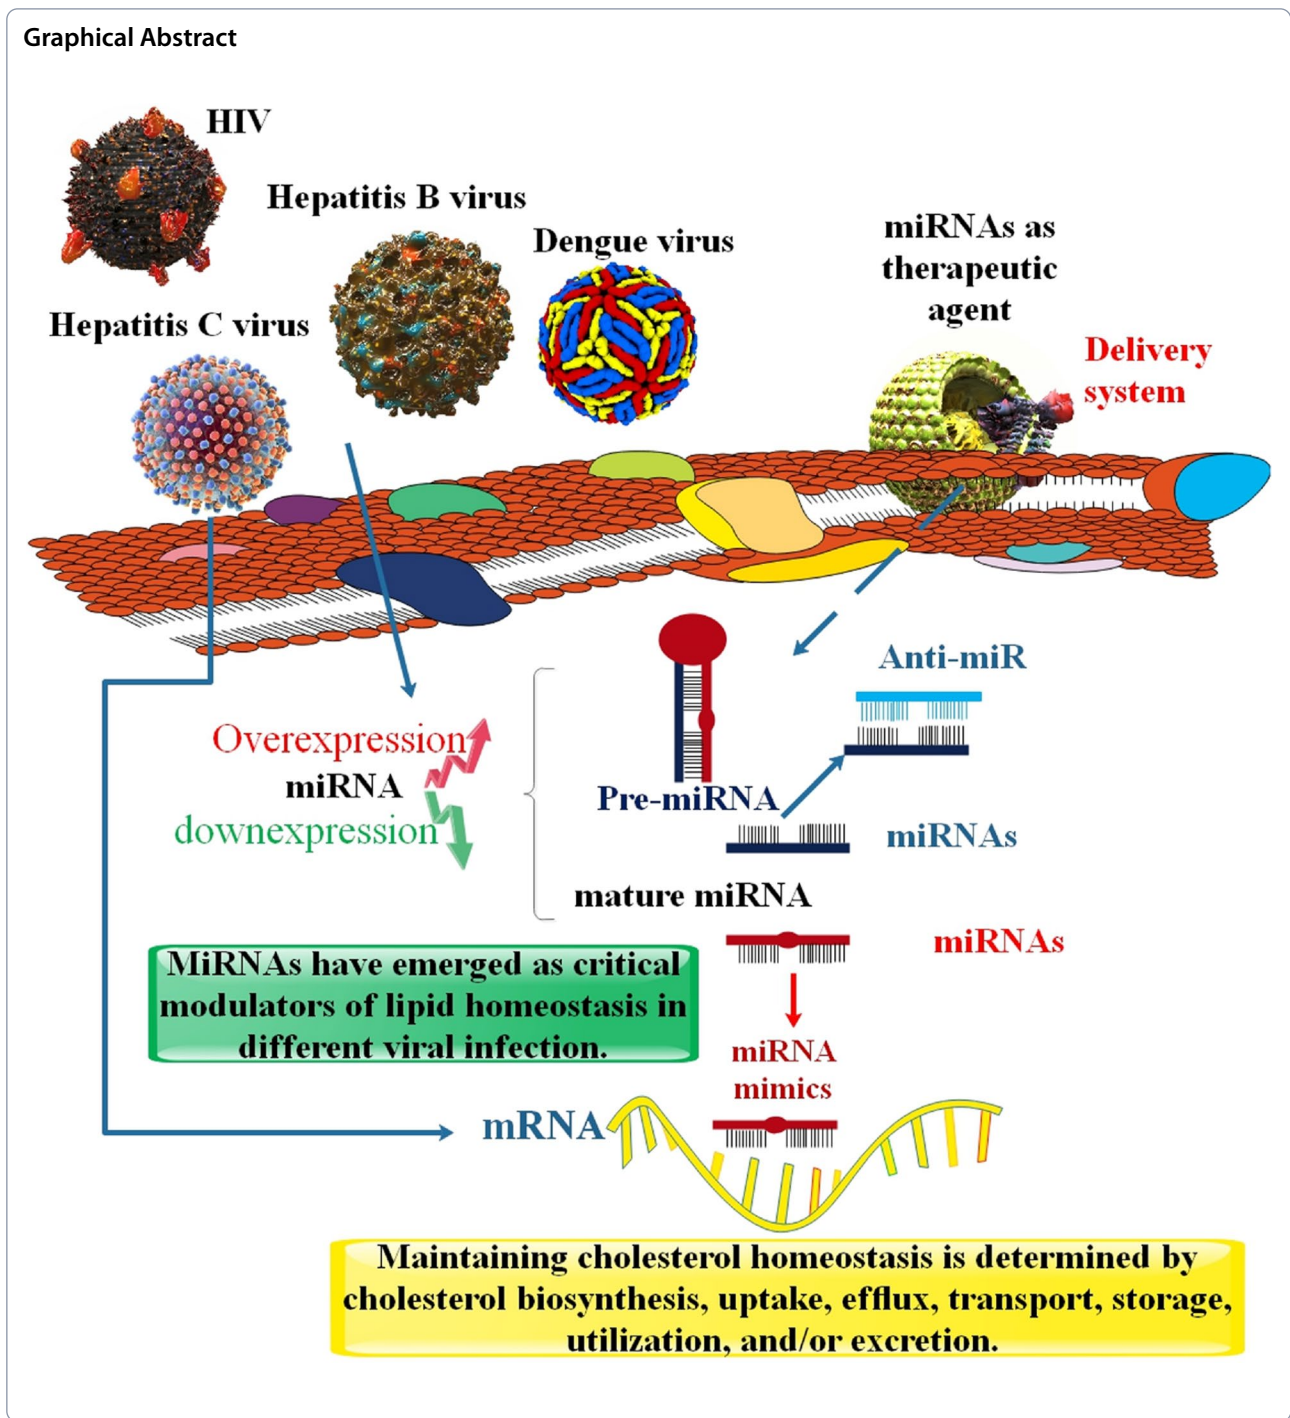 Graphical Abstract
HIV
Hepatitis B virus
Dengue virus
Hepatitis C virus
miRNAs as
therapeutic
agent
Delivery
system
Anti-miR
Overexpression
miRNA
downexpression
Pre-miRNA
miRNAs
mature miRNA
miRNAs
MiRNAs have emerged as critical
modulators of lipid homeostasis in
different viral infection.
miRNA
mimics
mRNA
Maintaining cholesterol homeostasis is determined by
cholesterol biosynthesis, uptake, efflux, transport, storage,
utilization, and/or excretion.